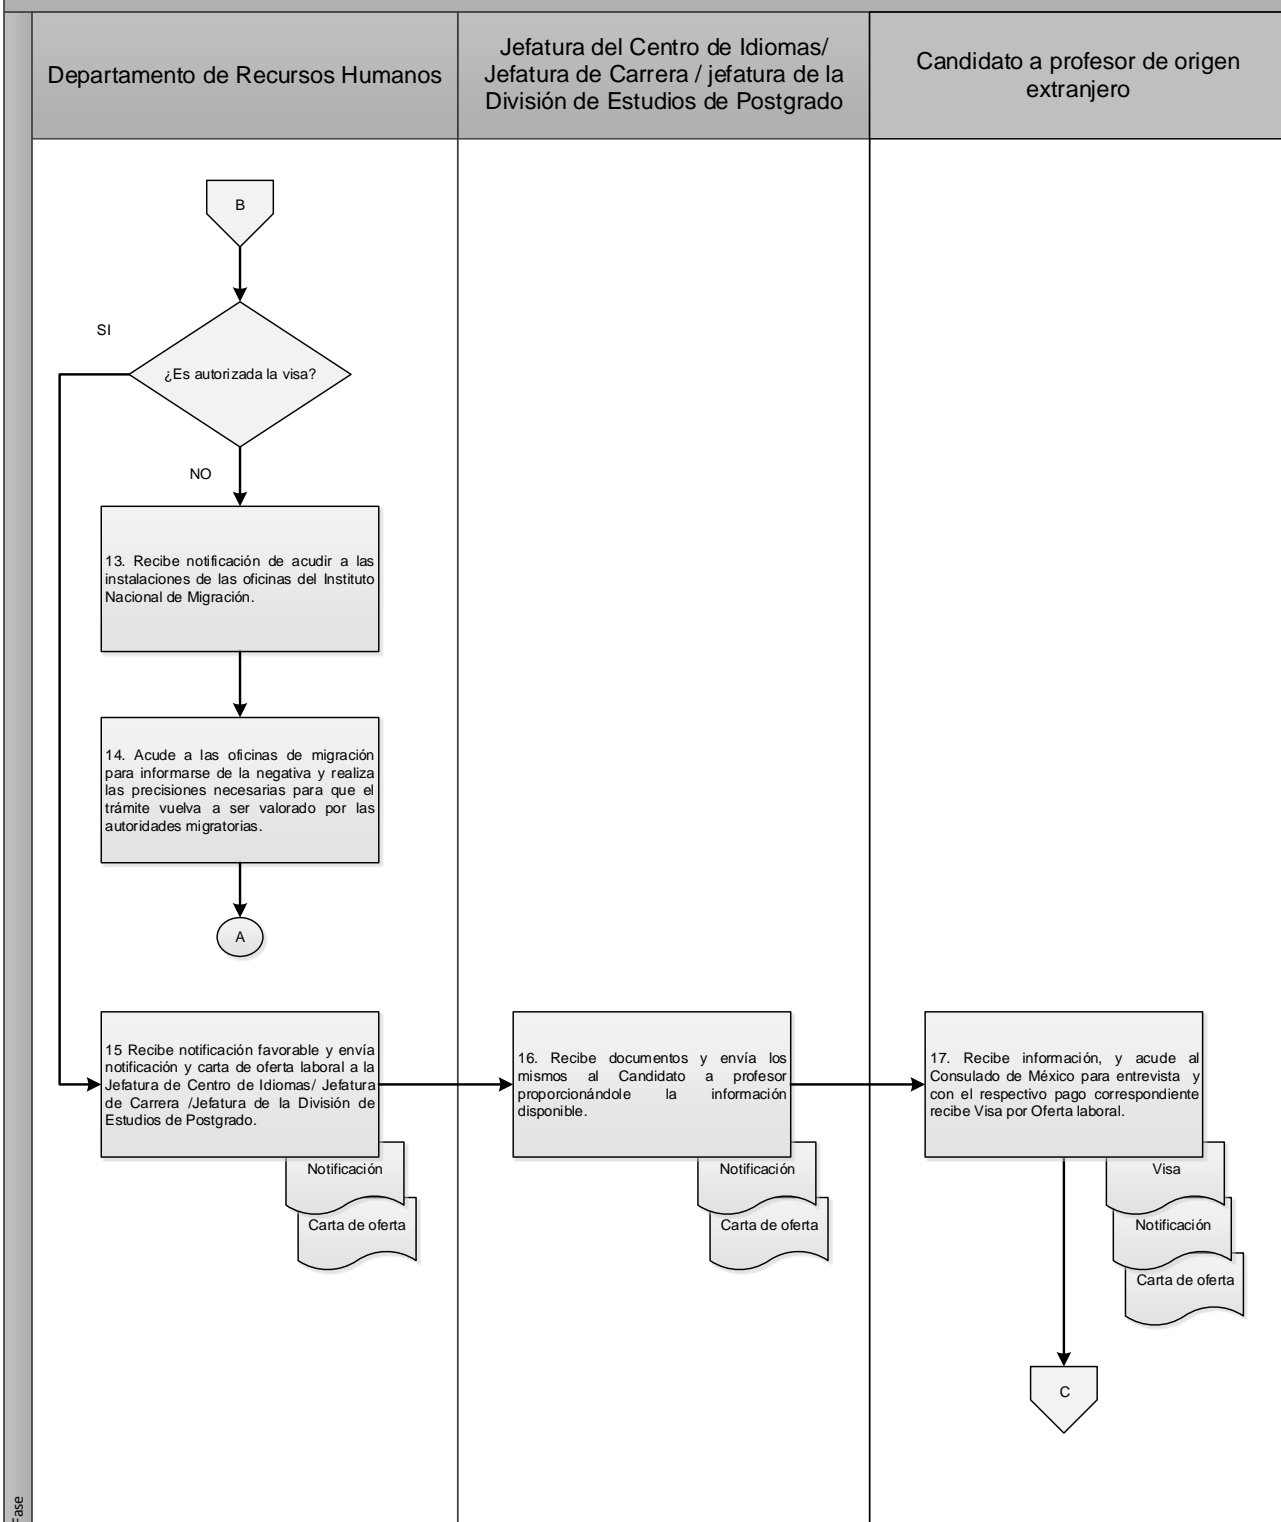 Departamento de Recursos Humanos
Jefatura del Centro de Idiomas/
Jefatura de Carrera / jefatura de la
División de Estudios de Postgrado
Candidato a profesor de origen
extranjero
B
SI
¿Es autorizada la visa?
NO
13. Recibe notificación de acudir a las
instalaciones de las oficinas del Instituto
Nacional de Migración.
14. Acude a las oficinas de migración
para informarse de la negativa y realiza
las precisiones necesarias para que el
trámite vuelva a ser valorado por las
autoridades migratorias.
A
15 Recibe notificación favorable y envía
notificación y carta de oferta laboral a la
Jefatura de Centro de Idiomas/ Jefatura
de Carrera /Jefatura de la División de
Estudios de Postgrado.
Notificación
Carta de oferta
16. Recibe documentos y envía los
mismos al Candidato a profesor
proporcionándole la información
disponible.
Notificación
Carta de oferta
17. Recibe información, y acude al
Consulado de México para entrevista y
con el respectivo pago correspondiente
recibe Visa por Oferta laboral.
Visa
Notificación
Carta de oferta
C
Fase